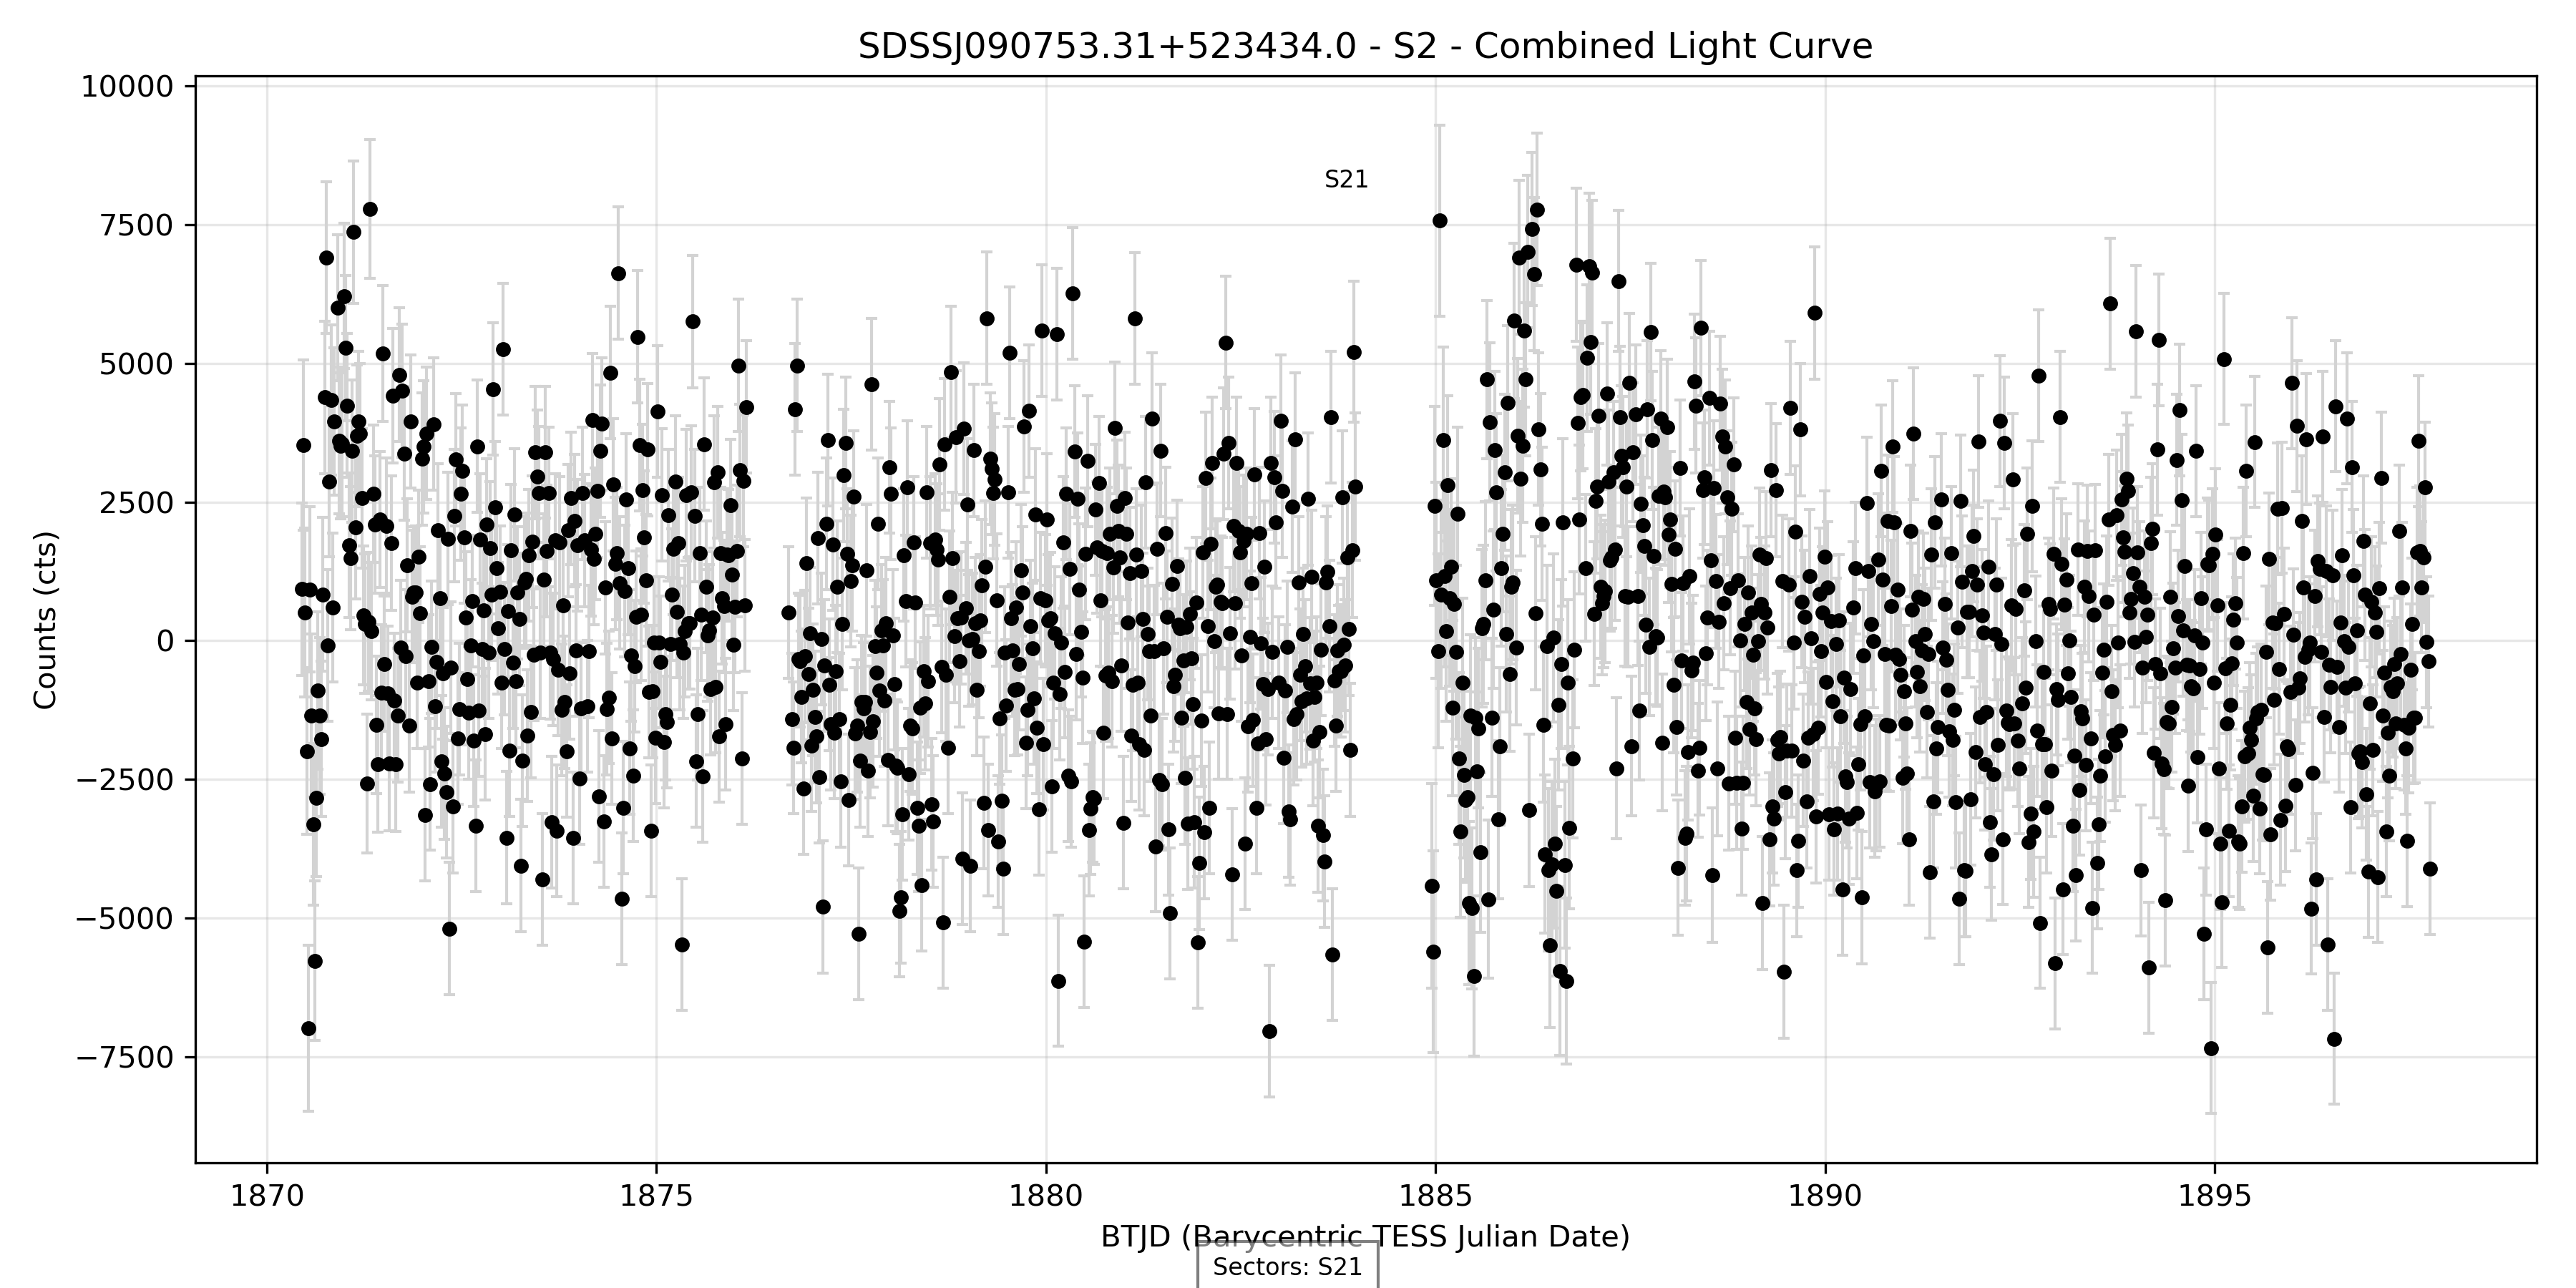 SDSSJ090753.31+523434.0 - S2 - Combined Light Curve
10000
7500
5000
2500
0
−2500
−5000
−7500
Counts (cts)
S21
1870 1875 1880 1885 1890 1895
BTJD (Barycentric TESS Julian Date)
Sectors: S21